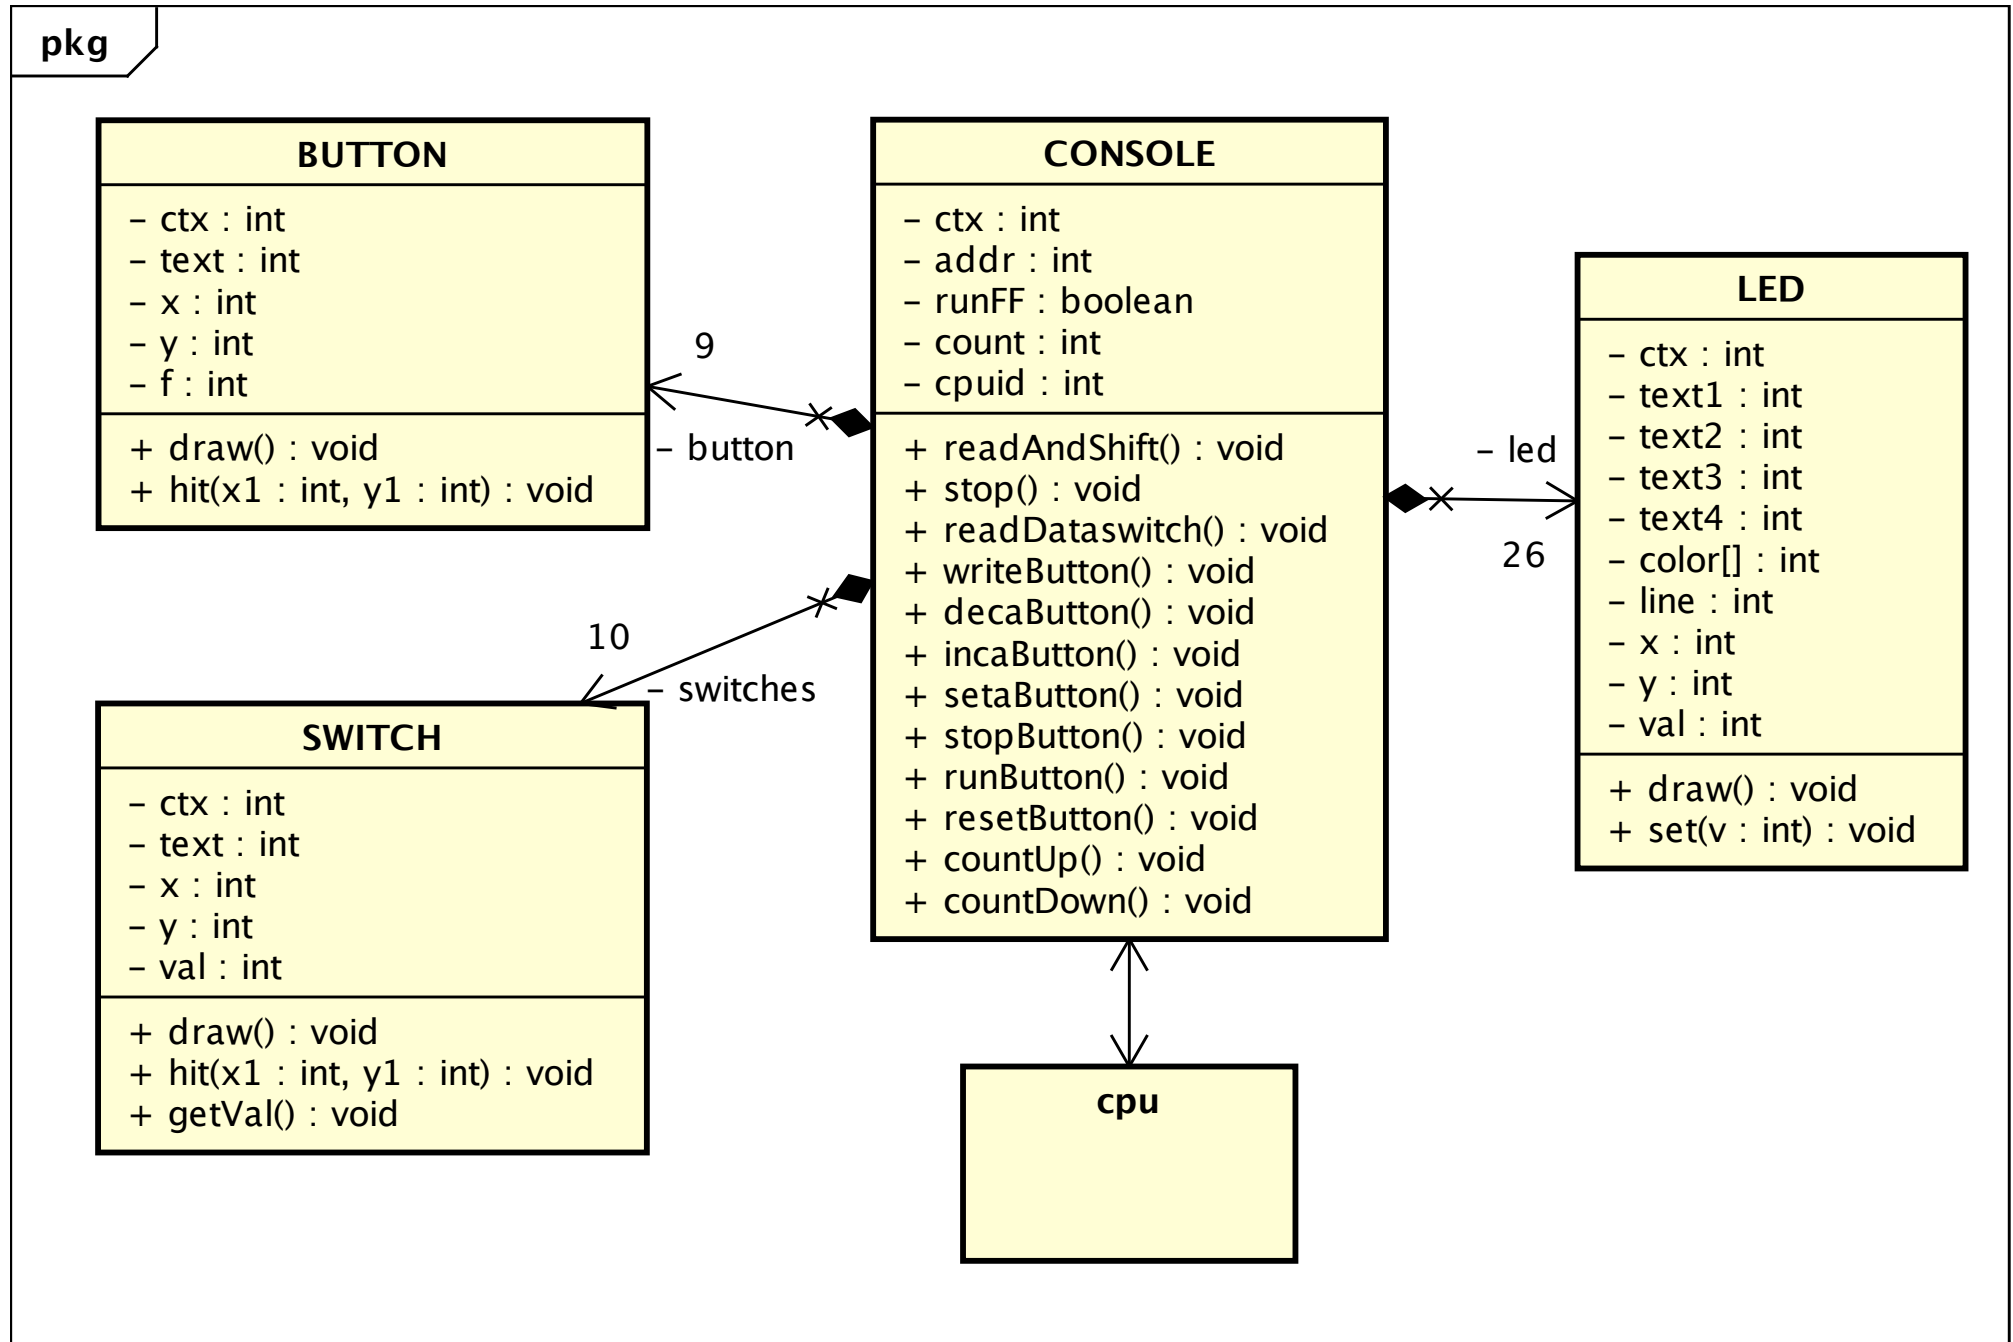 pkg
BUTTON
– ctx : int
– text : int
– x : int
– y : int
– f : int
+ draw() : void
+ hit(x1 : int, y1 : int) : void
9
– button
10
– switches
SWITCH
– ctx : int
– text : int
– x : int
– y : int
– val : int
+ draw() : void
+ hit(x1 : int, y1 : int) : void
+ getVal() : void
CONSOLE
– ctx : int
– addr : int
– runFF : boolean
– count : int
– cpuid : int
+ readAndShift() : void
+ stop() : void
+ readDataswitch() : void
+ writeButton() : void
+ decaButton() : void
+ incaButton() : void
+ setaButton() : void
+ stopButton() : void
+ runButton() : void
+ resetButton() : void
+ countUp() : void
+ countDown() : void
– led
26
LED
– ctx : int
– text1 : int
– text2 : int
– text3 : int
– text4 : int
– color[] : int
– line : int
– x : int
– y : int
– val : int
+ draw() : void
+ set(v : int) : void
cpu